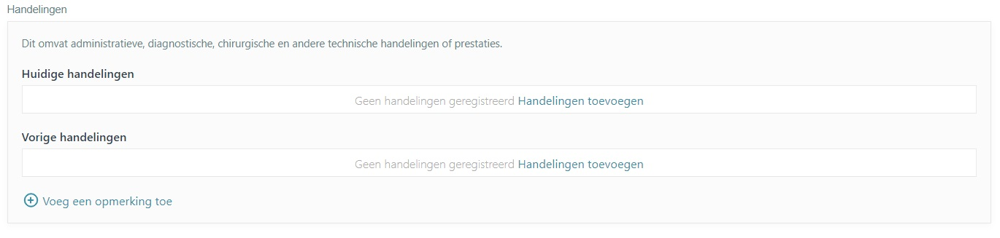 Handelingen
Dit omvat administratieve, diagnostische, chirurgische en andere technische handelingen of prestaties.
Huidige handelingen
Geen handelingen geregistreerd Handelingen toevoegen
Vorige handelingen
Geen handelingen geregistreerd Handelingen toevoegen
Voeg een opmerking toe